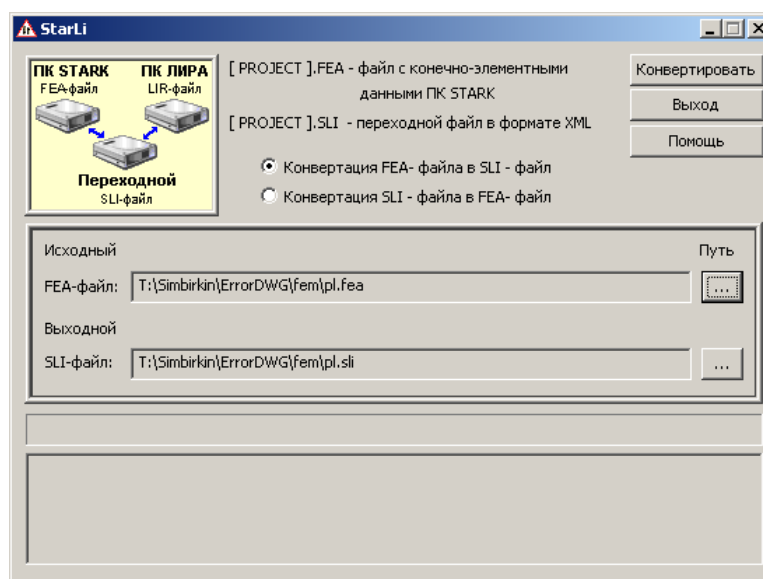 StarLi
ПК STARK ПК ЛИРА
FEA-файл LIR-файл
Переходной
SLI-файл
[ PROJECT ].FEA - файл с конечно-элементными
данными ПК STARK
[ PROJECT ].SLI - переходной файл в формате XML
Конвертация FEA- файла в SLI - файл
Конвертация SLI - файла в FEA- файл
Конвертировать
Выход
Помощь
Исходный Путь
FEA-файл: T:\Simbirkin\ErrorDWG\fem\pl.fea ...
Выходной
SLI-файл: T:\Simbirkin\ErrorDWG\fem\pl.sli ...